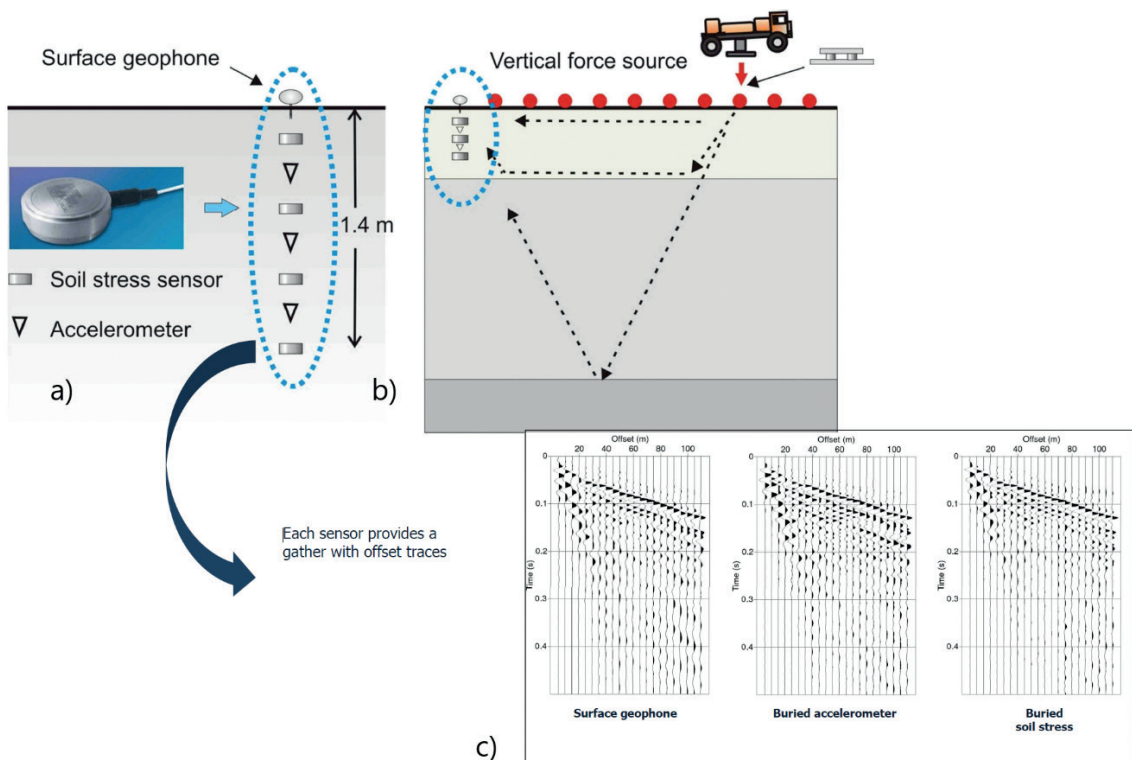 Surface geophone
1.4 m
Soil stress sensor
Accelerometer
a)
Vertical force source
b)
Each sensor provides a
gather with offset traces
Offset (m)
20 40 60 80 100
0
0.1
0.2
0.3
0.4
Time (s)
Surface geophone
Offset (m)
20 40 60 80 100
0
0.1
0.2
0.3
0.4
Time (s)
Buried accelerometer
Offset (m)
20 40 60 80 100
0
0.1
0.2
0.3
0.4
Time (s)
Buried
soil stress
c)